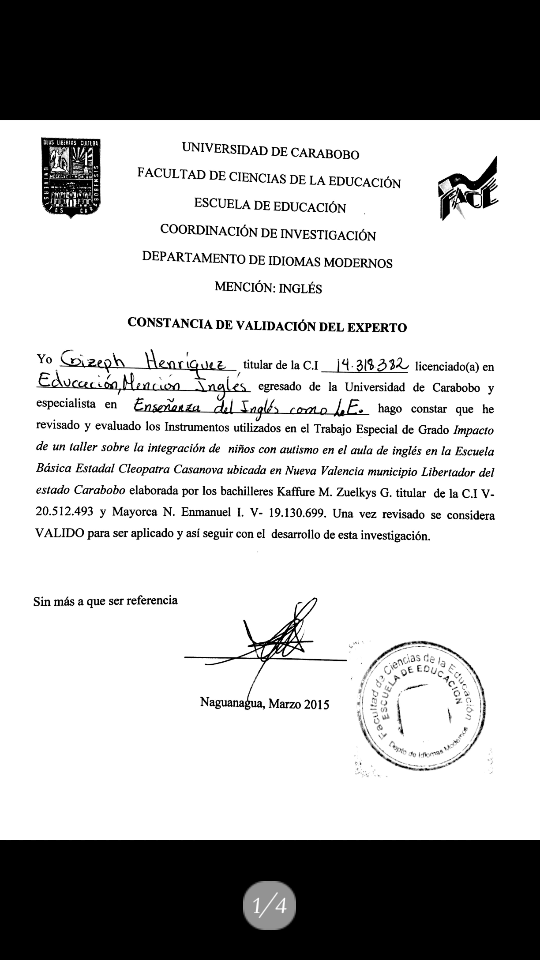 DIOS LIBERTAD CULTURA
FACE
UNIVERSIDAD DE CARABOBO
FACULTAD DE CIENCIAS DE LA EDUCACIÓN
ESCUELA DE EDUCACIÓN
COORDINACIÓN DE INVESTIGACIÓN
DEPARTAMENTO DE IDIOMAS MODERNOS
MENCIÓN: INGLÉS
CONSTANCIA DE VALIDACIÓN DEL EXPERTO
Yo Henríquez, titular de la C.I 14.318.332 licenciado(a) en
Educación, Mención Inglés egresado de la Universidad de Carabobo y
especialista en Enseñanza del Inglés como L.E. hago constar que he
revisado y evaluado los Instrumentos utilizados en el Trabajo Especial de Grado Impacto
de un taller sobre la integración de niños con autismo en el aula de inglés en la Escuela
Básica Estadal Cleopatra Casanova ubicada en Nueva Valencia municipio Libertador del
estado Carabobo elaborada por los bachilleres Kaffure M. Zuelkys G. titular de la C.I V-
20.512.493 y Mayorca N. Enmanuel I. V- 19.130.699. Una vez revisado se considera
VALIDO para ser aplicado y así seguir con el desarrollo de esta investigación.
Sin más a que ser referencia
Naguanagua, Marzo 2015
Facultad de Ciencias de la Educación
ESCUELA DE EDUCACIÓN
Depto de Idiomas Modernos
1/4